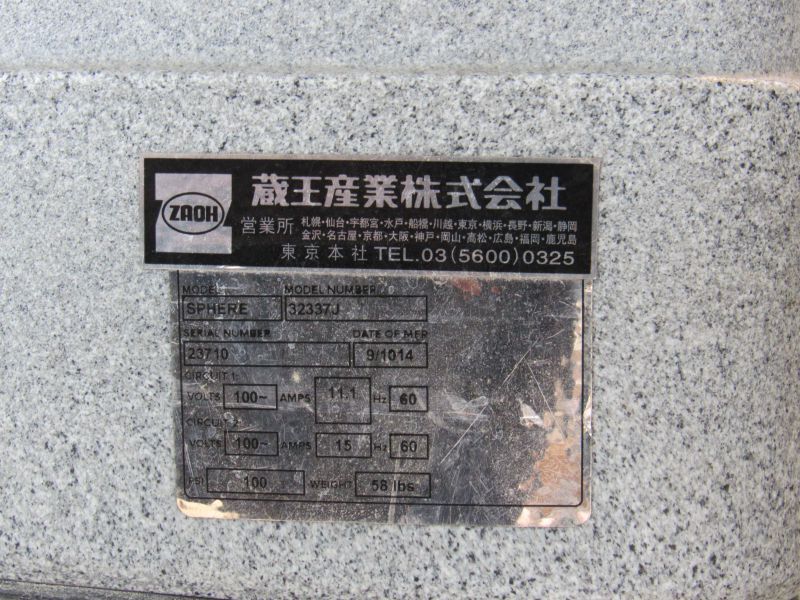 ZAOH
蔵王産業株式会社
営業所 札幌・仙台・宇都宮・水戸・船橋・川越・東京・横浜・長野・新潟・静岡
金沢・名古屋・京都・大阪・神戸・岡山・高松・広島・福岡・鹿児島
東京本社 TEL.03(5600)0325
MODEL MODEL NUMBER
SPHERE 32337J
SERIAL NUMBER DATE OF MFR
23710 9/1014
CIRCUIT 1:
VOLTS 100~ AMPS 11.1 Hz 60
CIRCUIT 2:
VOLTS 100~ AMPS 15 Hz 60
PSI 100 WEIGHT 58 lbs